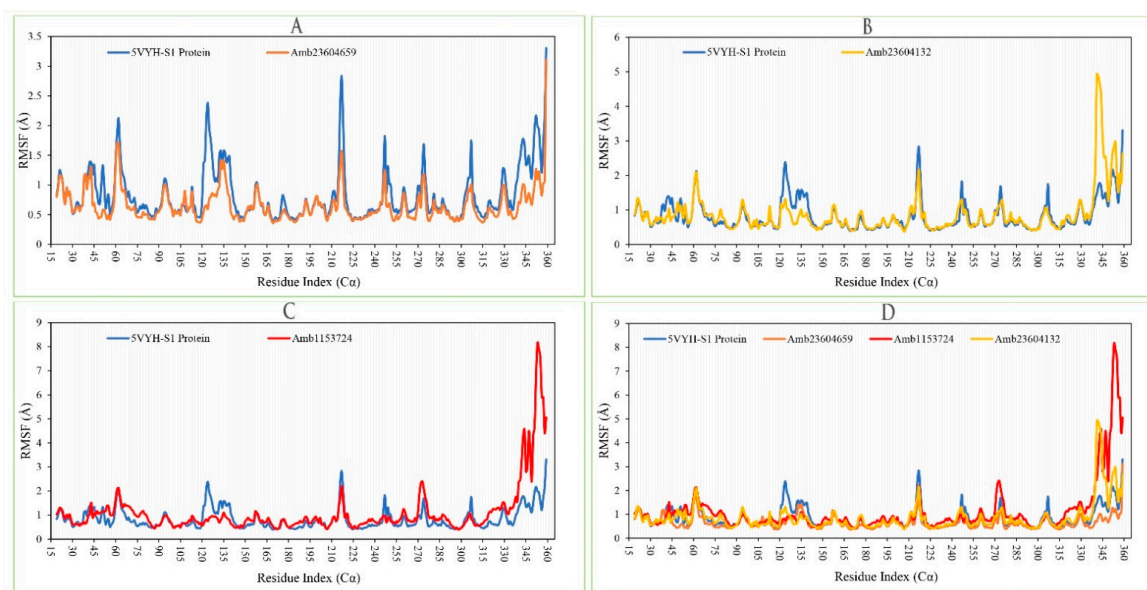 A
5VYH-S1 Protein Amb23604659
RMSF (Å)
3.5
3
2.5
2
1.5
1
0.5
0
15 30 45 60 75 90 105 120 135 150 165 180 195 210 225 240 255 270 285 300 315 330 345 360
Residue Index (Cα)
B
5VYH-S1 Protein Amb23604132
RMSF (Å)
6
5
4
3
2
1
0
15 30 45 60 75 90 105 120 135 150 165 180 195 210 225 240 255 270 285 300 315 330 345 360
Residue Index (Cα)
C
5VYH-S1 Protein Amb1153724
RMSF (Å)
9
8
7
6
5
4
3
2
1
0
15 30 45 60 75 90 105 120 135 150 165 180 195 210 225 240 255 270 285 300 315 330 345 360
Residue Index (Cα)
D
5VYH-S1 Protein Amb23604659 Amb1153724 Amb23604132
RMSF (Å)
9
8
7
6
5
4
3
2
1
0
15 30 45 60 75 90 105 120 135 150 165 180 195 210 225 240 255 270 285 300 315 330 345 360
Residue Index (Cα)